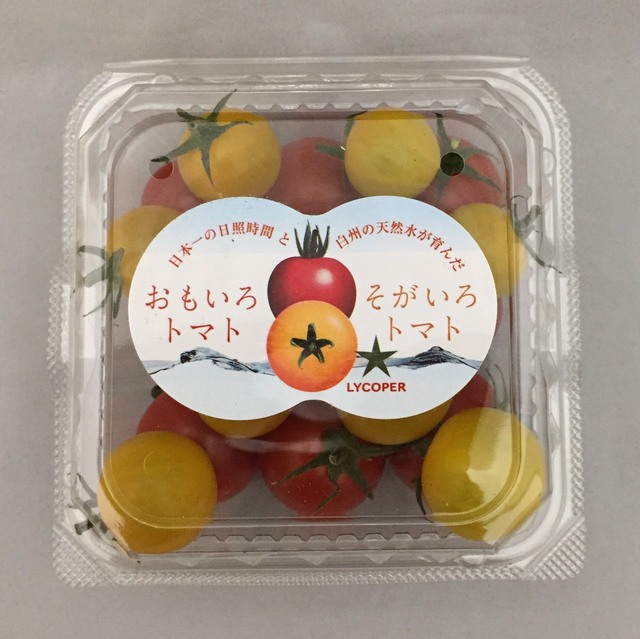 日本一の日照時間 と
白州の天然水が育んだ
おもいろ
トマト
そがいろ
トマト
LYCOPER